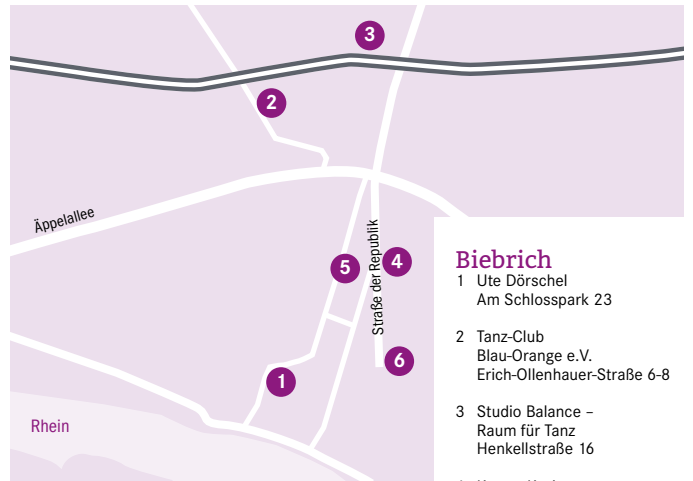 3
2
Äppelallee
Straße der Republik
5
4
6
1
Rhein
Biebrich
1 Ute Dörschel
Am Schlosspark 23
2 Tanz-Club
Blau-Orange e.V.
Erich-Ollenhauer-Straße 6-8
3 Studio Balance –
Raum für Tanz
Henkellstraße 16